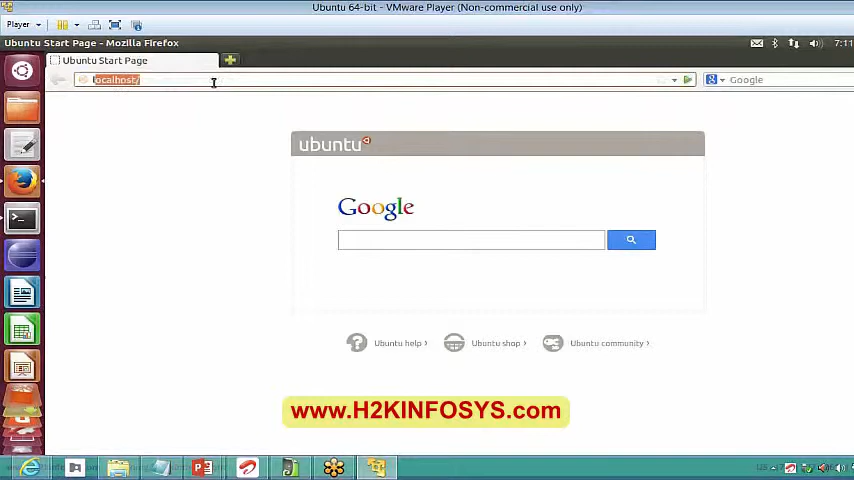 Ubuntu 64-bit - VMware Player (Non-commercial use only)
Player
Ubuntu Start Page - Mozilla Firefox
7:11
Ubuntu Start Page
localhost/
Google
ubuntu
Google
Ubuntu help ›
Ubuntu shop ›
Ubuntu community ›
www.H2KINFOSYS.com